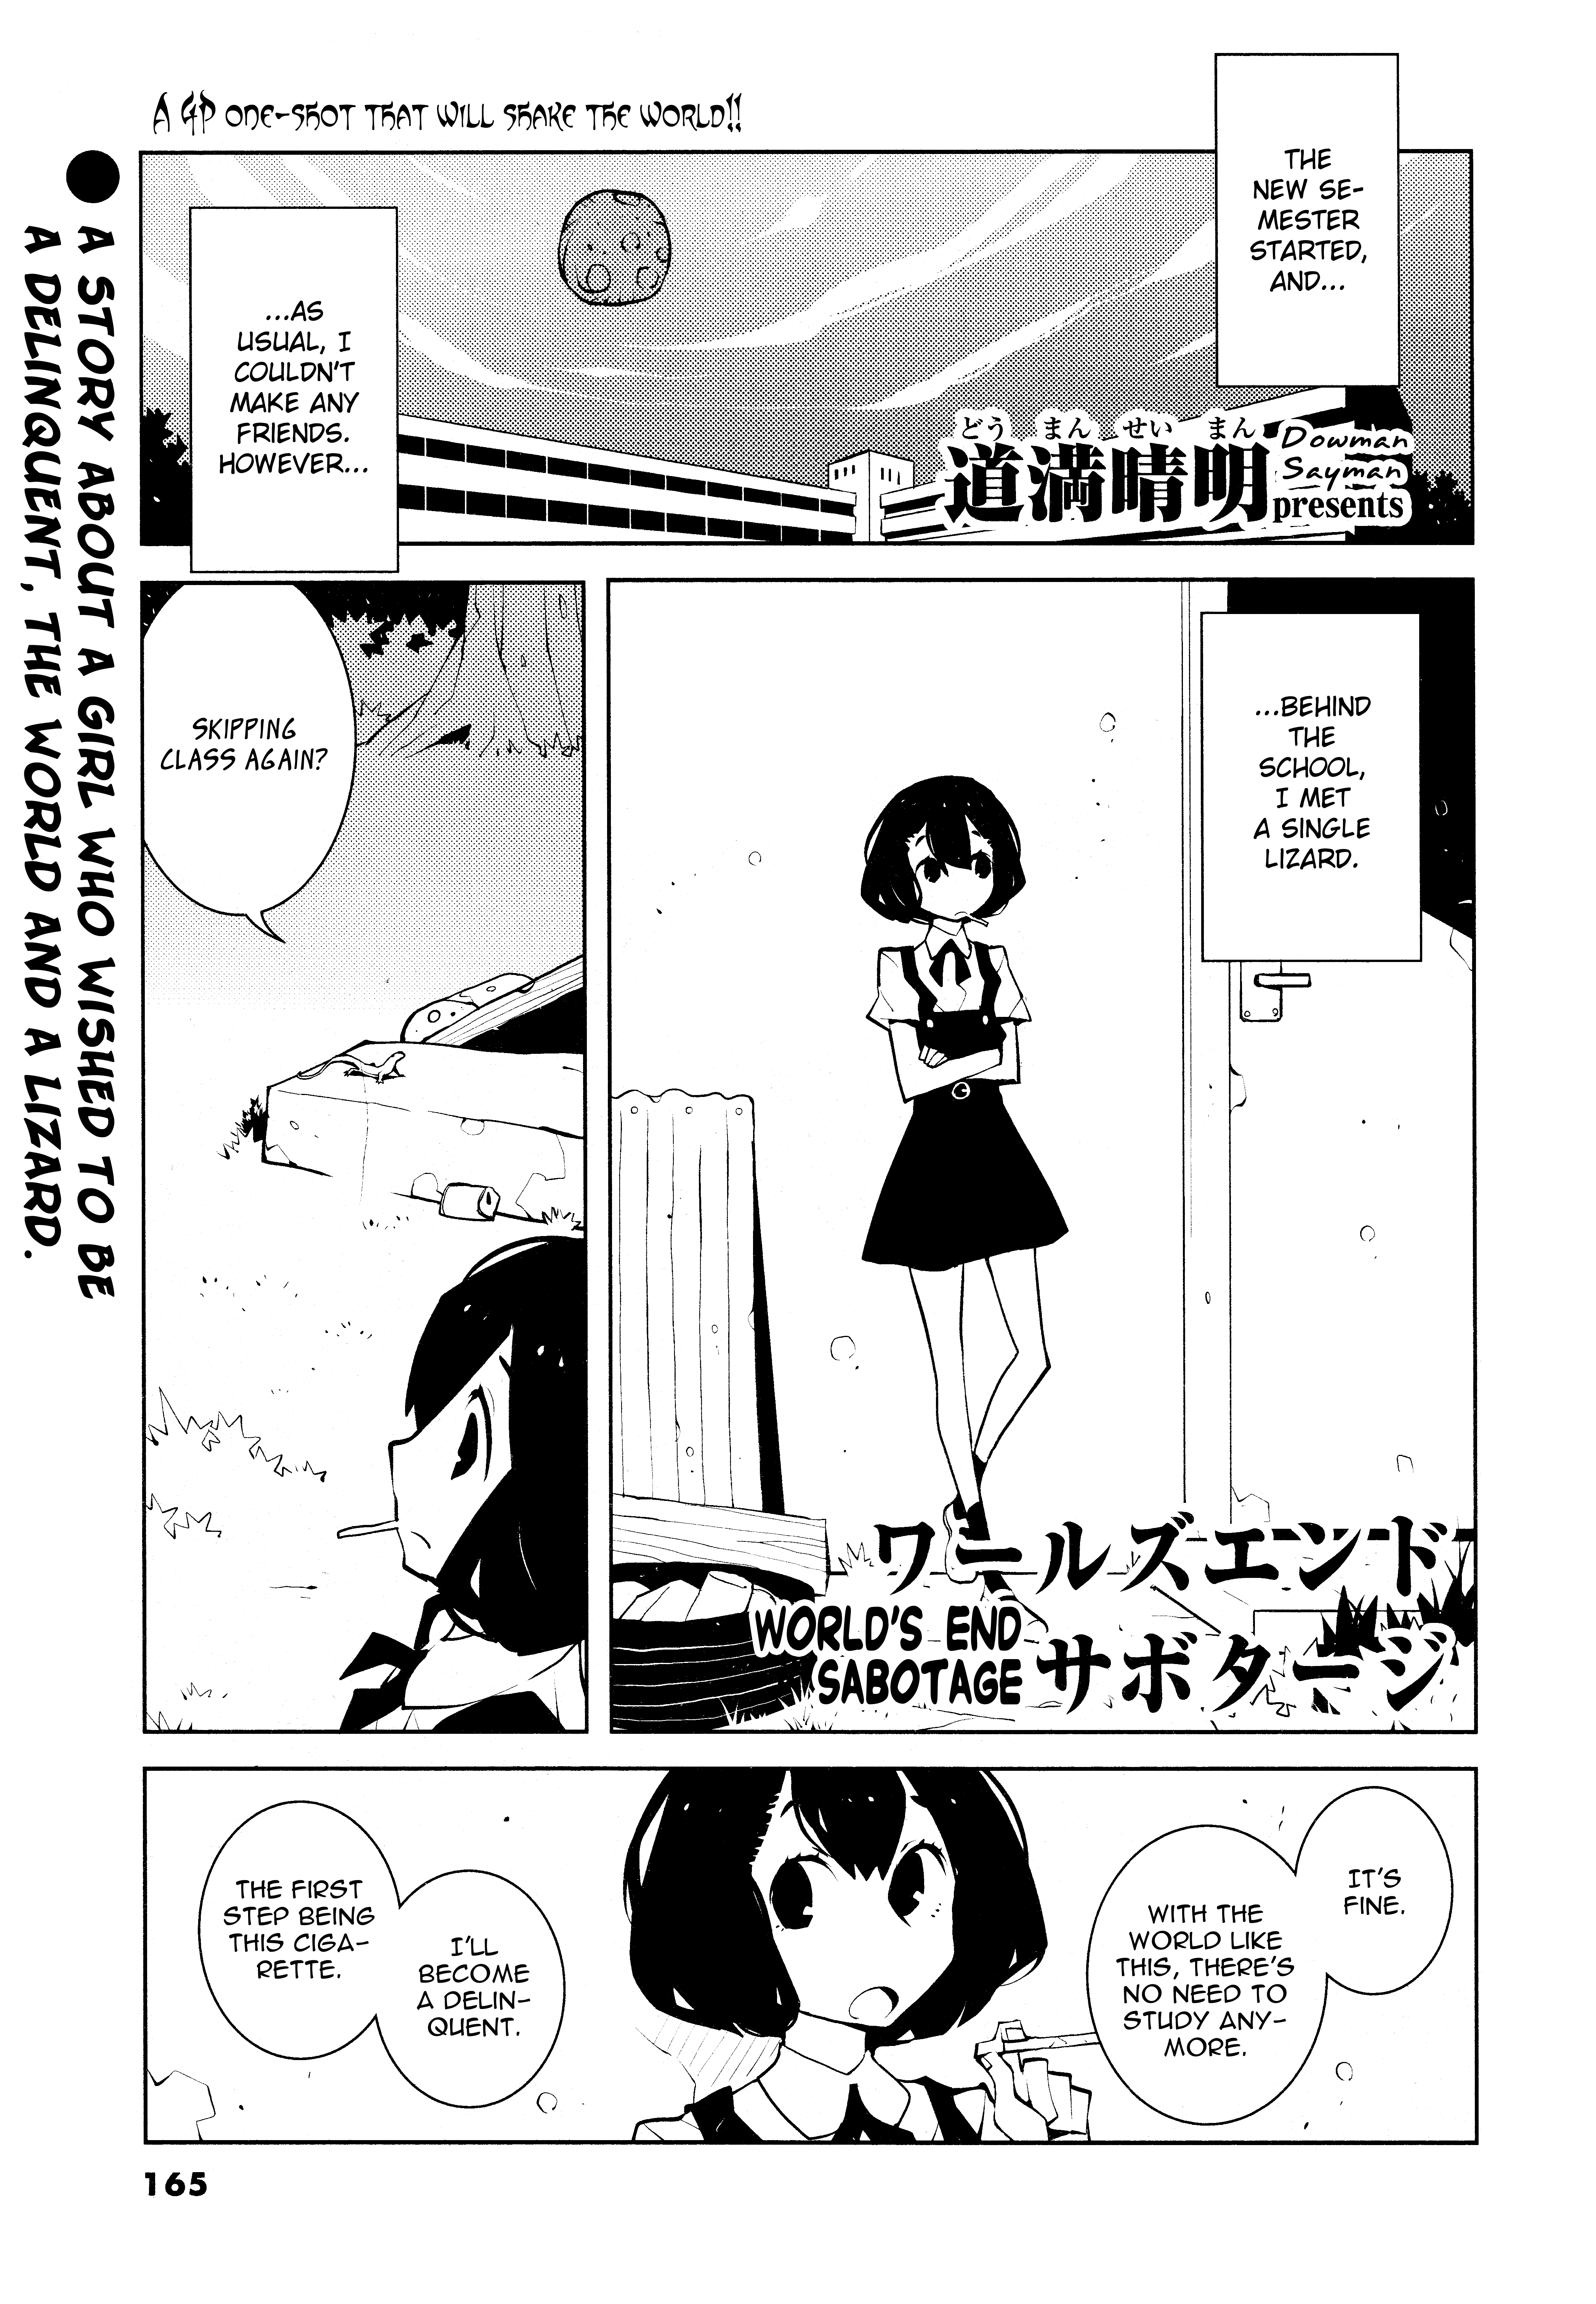 A GP ONE-SHOT THAT WILL SHAKE THE WORLD!!
A STORY ABOUT A GIRL WHO WISHED TO BE
A DELINQUENT, THE WORLD AND A LIZARD.
THE
NEW SE-
MESTER
STARTED,
AND...
...AS
USUAL, I
COULDN'T
MAKE ANY
FRIENDS.
HOWEVER...
どう まん せい まん
道満晴明
Dowman
Sayman
presents
...BEHIND
THE
SCHOOL,
I MET
A SINGLE
LIZARD.
ワールズエンド
サボタージ
WORLD'S END
SABOTAGE
SKIPPING
CLASS AGAIN?
IT'S
FINE.
WITH THE
WORLD LIKE
THIS, THERE'S
NO NEED TO
STUDY ANY-
MORE.
I'LL
BECOME
A DELIN-
QUENT.
THE FIRST
STEP BEING
THIS CIGA-
RETTE.
165